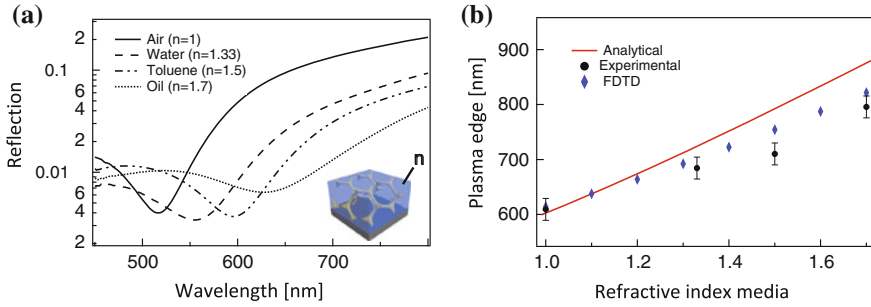 (a)
Reflection
2
0.1
6
4
2
0.01
6
4
2
Air (n=1)
Water (n=1.33)
Toluene (n=1.5)
Oil (n=1.7)
n
500
600
700
Wavelength [nm]
(b)
Plasma edge [nm]
900
800
700
600
Analytical
Experimental
FDTD
1.0
1.2
1.4
1.6
Refractive index media